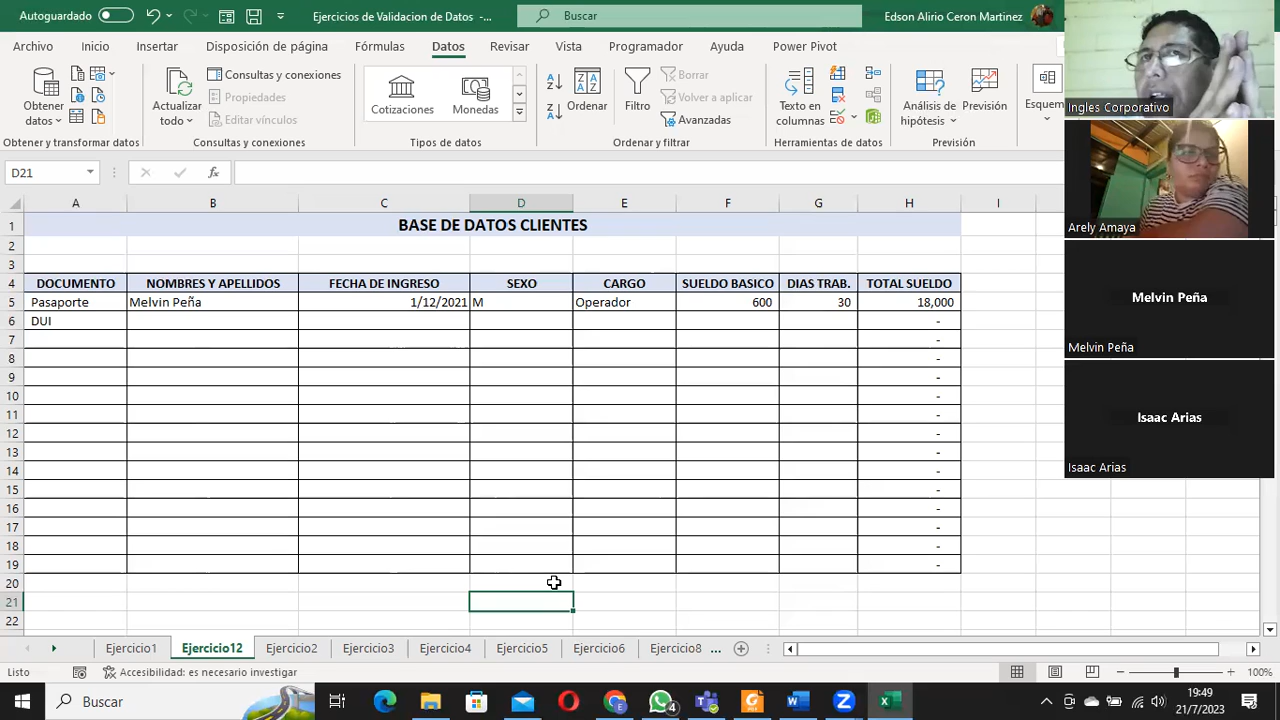 Autoguardado
Ejercicios de Validacion de Datos -...
Buscar
Edson Alirio Ceron Martinez
Archivo Inicio Insertar Disposición de página Fórmulas Datos Revisar Vista Programador Ayuda Power Pivot
Obtener datos
Actualizar todo
Consultas y conexiones
Propiedades
Editar vínculos
Cotizaciones
Monedas
Ordenar
Filtro
Borrar
Volver a aplicar
Avanzadas
Texto en columnas
Análisis de hipótesis
Previsión
Esquem
Obtener y transformar datos
Consultas y conexiones
Tipos de datos
Ordenar y filtrar
Herramientas de datos
Previsión
D21
fx
A B C D E F G H I
1 BASE DE DATOS CLIENTES
2
3
4 DOCUMENTO NOMBRES Y APELLIDOS FECHA DE INGRESO SEXO CARGO SUELDO BASICO DIAS TRAB. TOTAL SUELDO
5 Pasaporte Melvin Peña 1/12/2021 M Operador 600 30 18,000
6 DUI -
7 -
8 -
9 -
10 -
11 -
12 -
13 -
14 -
15 -
16 -
17 -
18 -
19 -
20
21
22
Ejercicio1 Ejercicio12 Ejercicio2 Ejercicio3 Ejercicio4 Ejercicio5 Ejercicio6 Ejercicio8 ...
Listo
Accesibilidad: es necesario investigar
100%
Buscar
4
19:49
21/7/2023
Ingles Corporativo
Arely Amaya
Melvin Peña
Melvin Peña
Isaac Arias
Isaac Arias